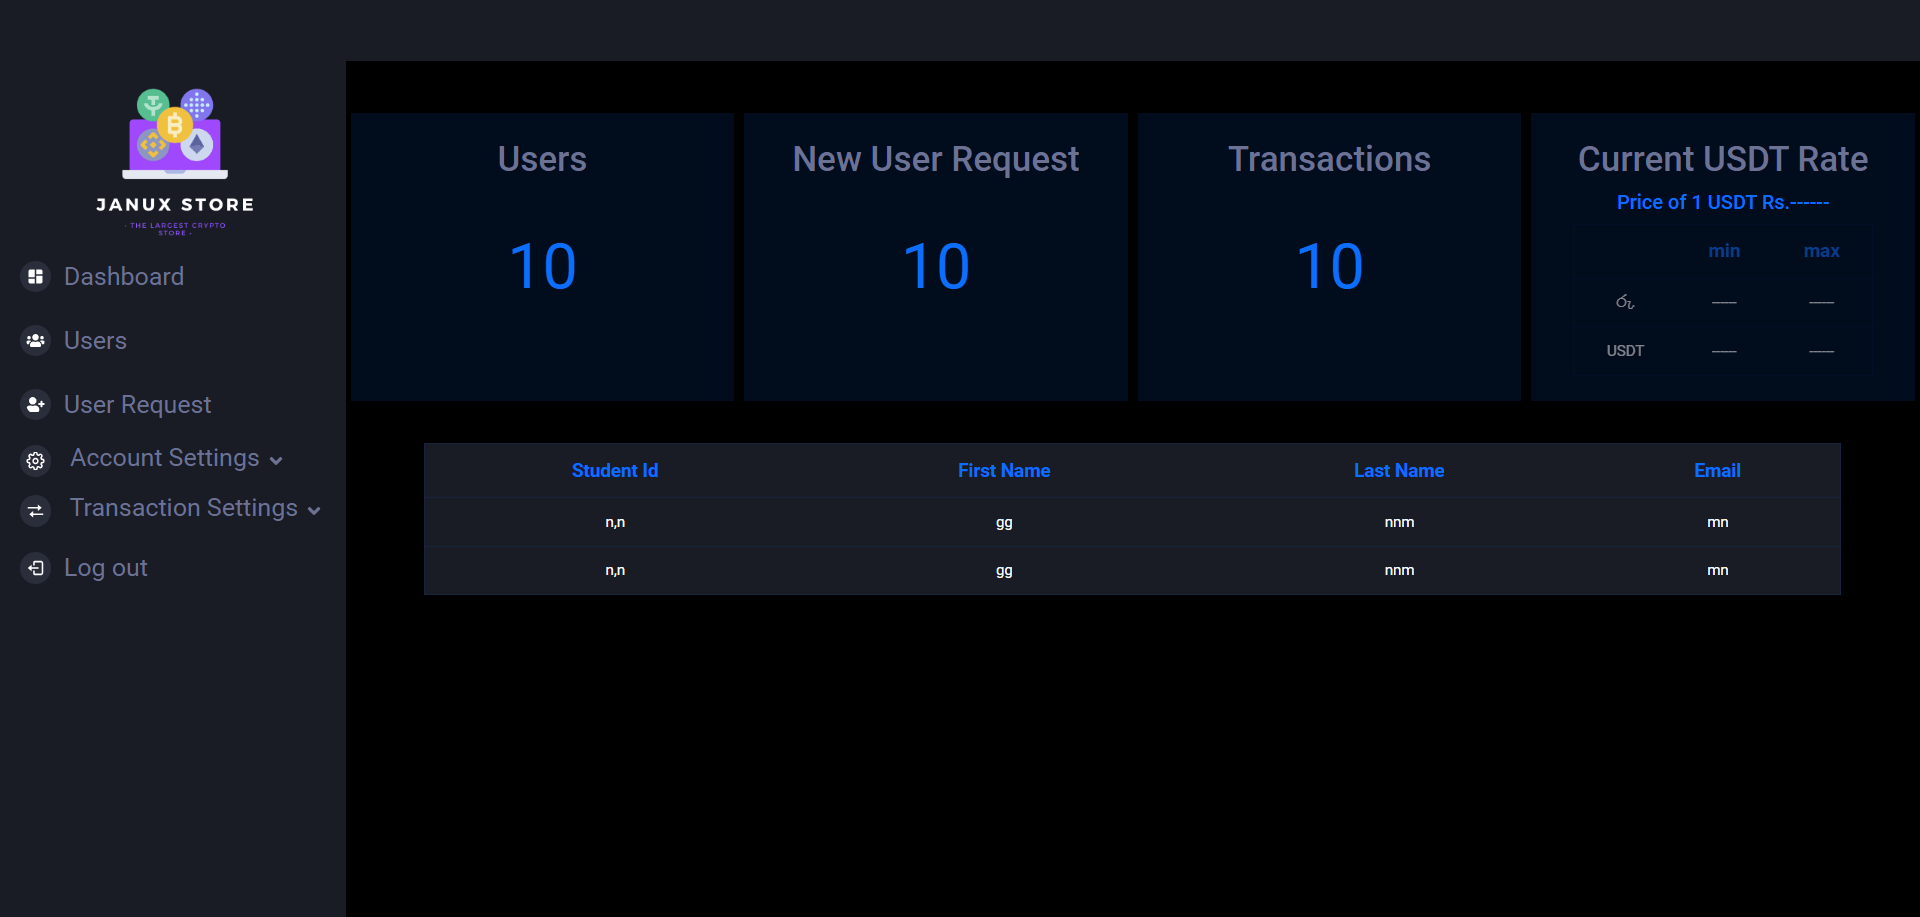 JANUX STORE
- THE LARGEST CRYPTO
STORE -
Dashboard
Users
User Request
Account Settings
Transaction Settings
Log out
Users
10
New User Request
10
Transactions
10
Current USDT Rate
Price of 1 USDT Rs.------
min max
රු ------ ------
USDT ------ ------
Student Id First Name Last Name Email
n,n gg nnm mn
n,n gg nnm mn